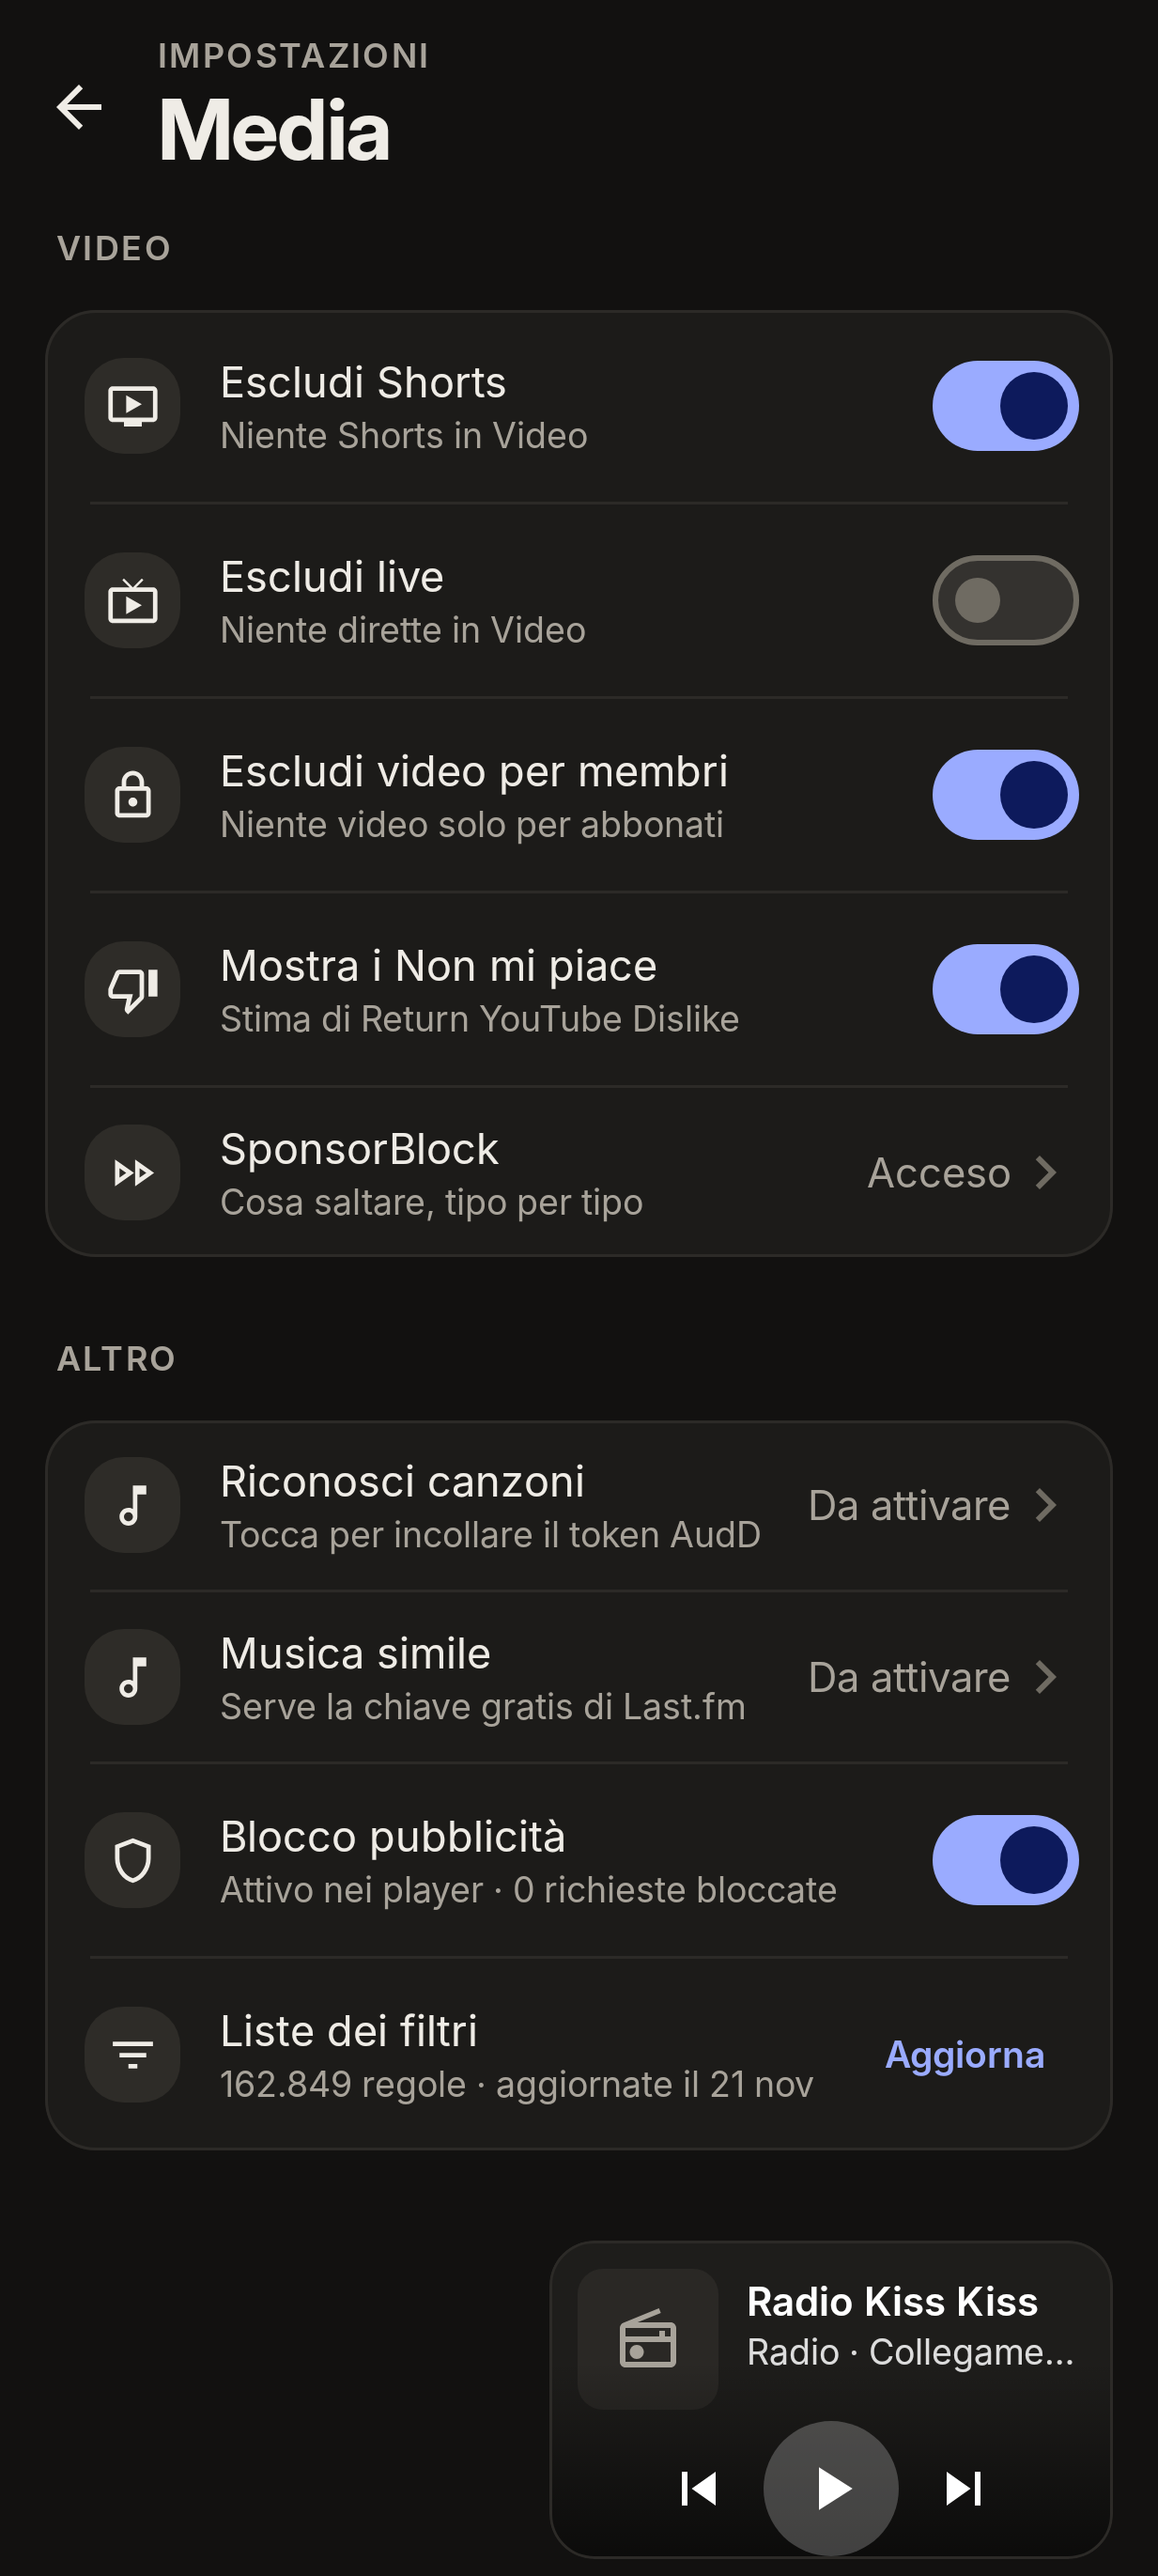 IMPOSTAZIONI
Media
VIDEO
Escludi Shorts
Niente Shorts in Video
Escludi live
Niente dirette in Video
Escludi video per membri
Niente video solo per abbonati
Mostra i Non mi piace
Stima di Return YouTube Dislike
SponsorBlock
Cosa saltare, tipo per tipo
Acceso
ALTRO
Riconosci canzoni
Tocca per incollare il token AudD
Da attivare
Musica simile
Serve la chiave gratis di Last.fm
Da attivare
Blocco pubblicità
Attivo nei player · 0 richieste bloccate
Liste dei filtri
162.849 regole · aggiornate il 21 nov
Aggiorna
Radio Kiss Kiss
Radio · Collegame...